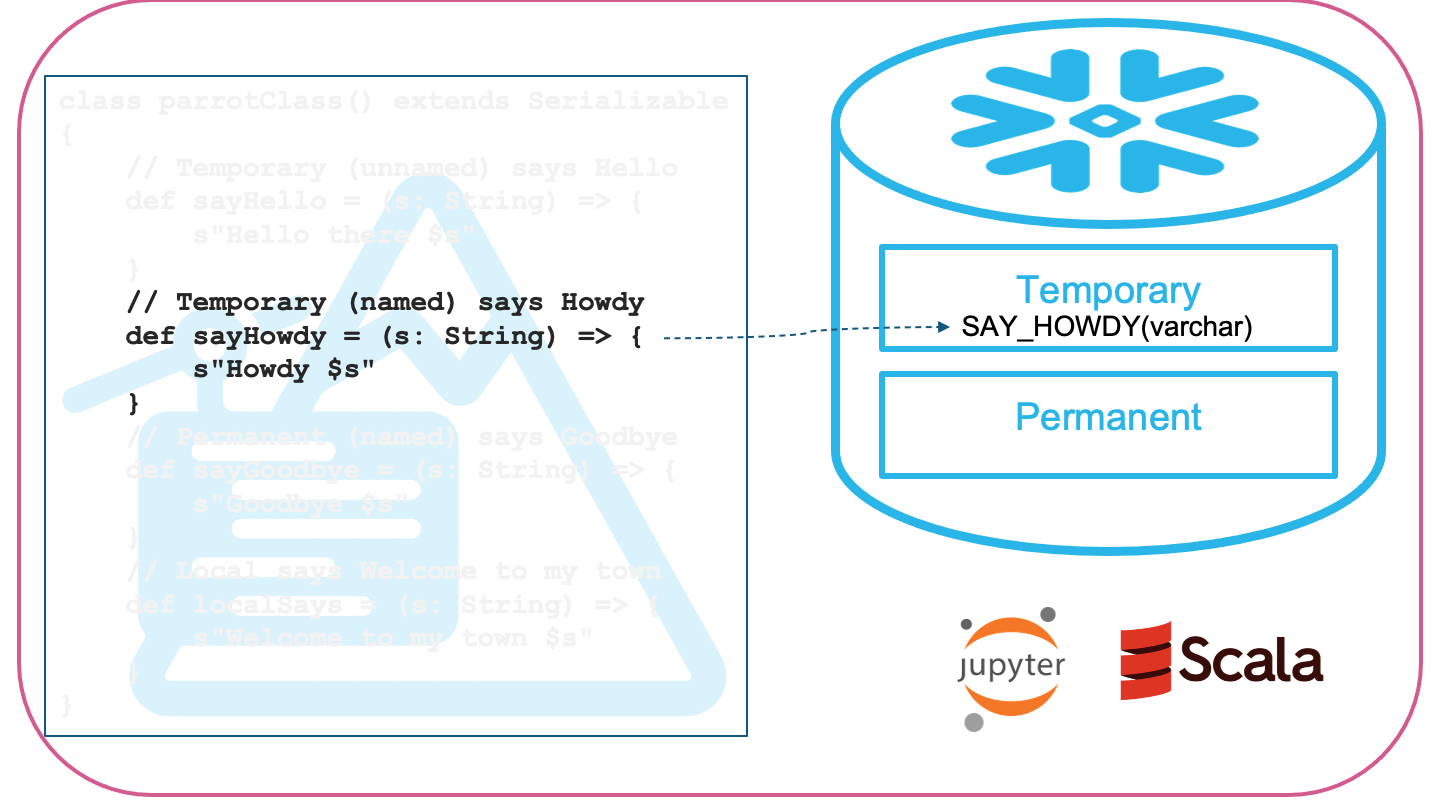 class parrotClass() extends Serializable
{
// Temporary (unnamed) says Hello
def sayHello = (s: String) => {
s"Hello there $s"
}
// Temporary (named) says Howdy
def sayHowdy = (s: String) => {
s"Howdy $s"
}
// Permanent (named) says Goodbye
def sayGoodbye = (s: String) => {
s"Goodbye $s"
}
// Local says Welcome to my town
def localSays = (s: String) => {
s"Welcome to my town $s"
}
}
Temporary
SAY_HOWDY(varchar)
Permanent
jupyter
Scala